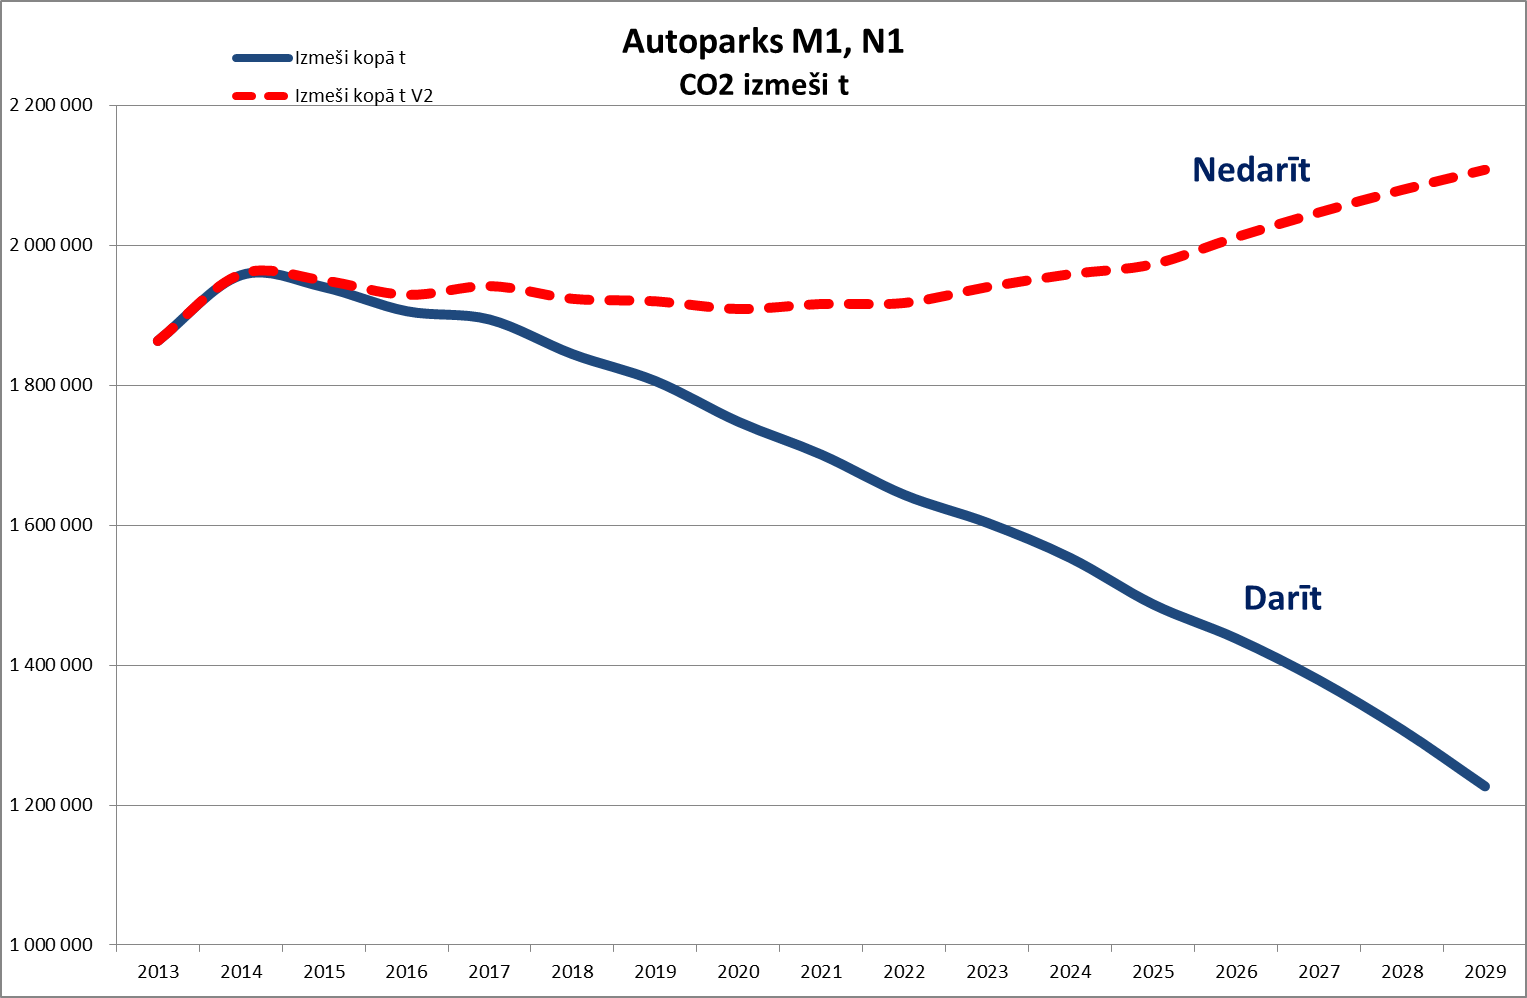 Autoparks M1, N1
CO2 izmeši t
Izmeši kopā t
Izmeši kopā t V2
2 200 000
2 000 000
1 800 000
1 600 000
1 400 000
1 200 000
1 000 000
Nedarīt
Darīt
2013 2014 2015 2016 2017 2018 2019 2020 2021 2022 2023 2024 2025 2026 2027 2028 2029